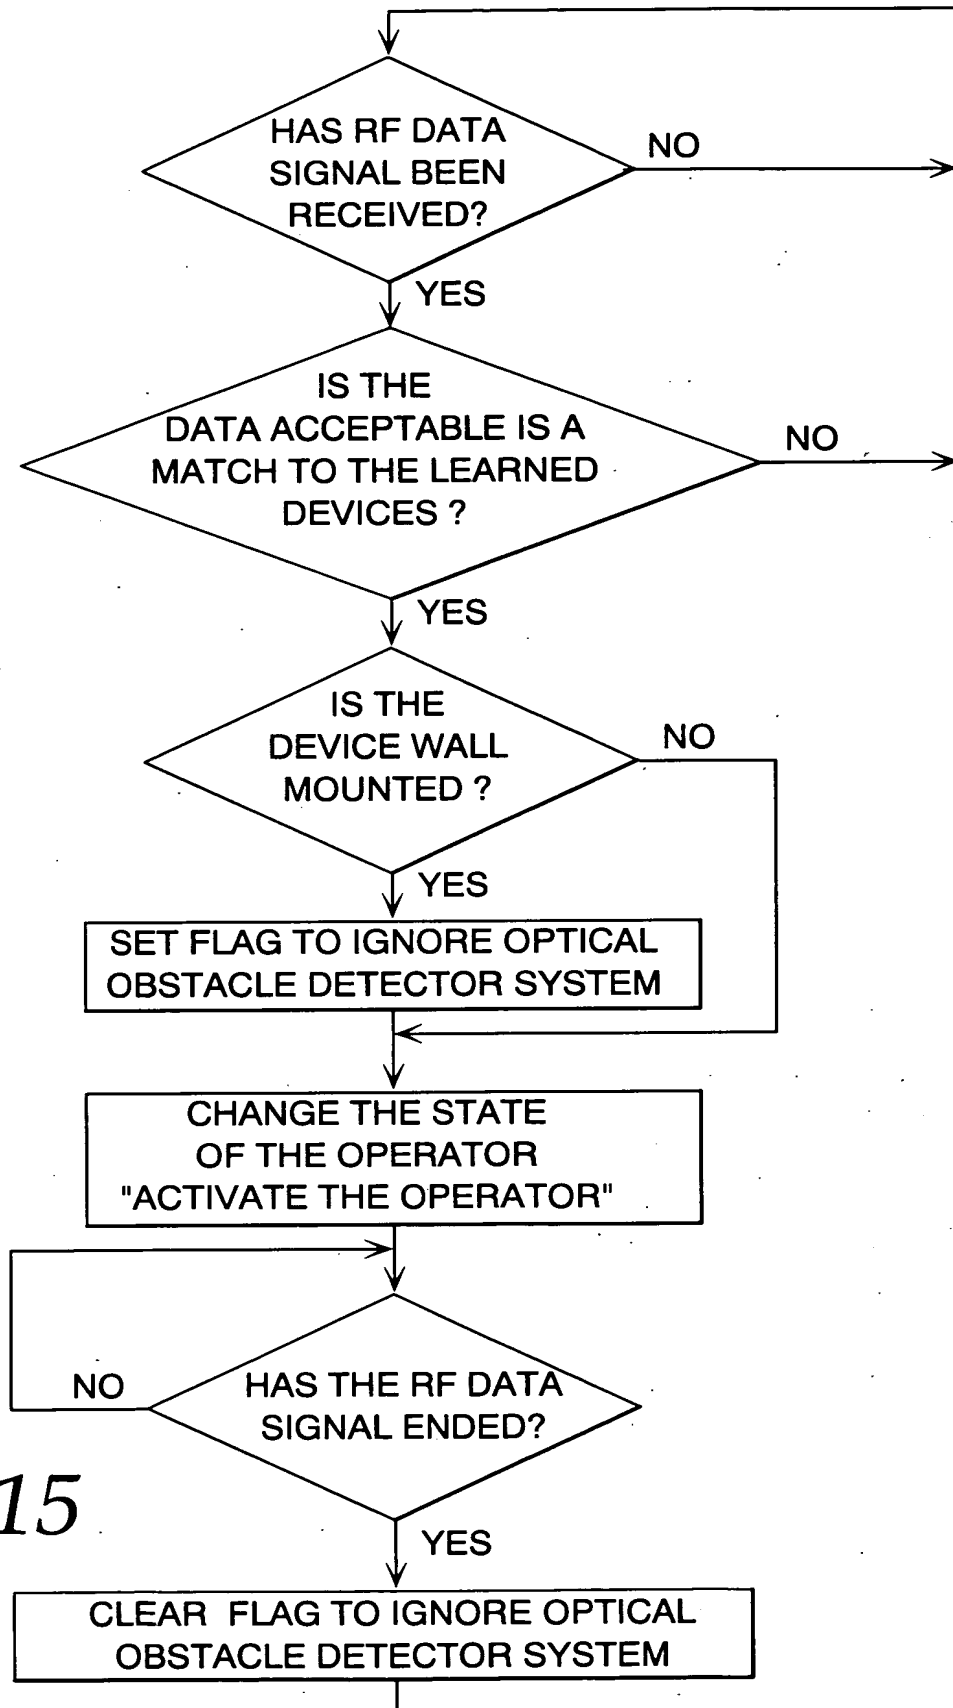 HAS RF DATA
SIGNAL BEEN
RECEIVED?
NO
YES
IS THE
DATA ACCEPTABLE IS A
MATCH TO THE LEARNED
DEVICES ?
NO
YES
IS THE
DEVICE WALL
MOUNTED ?
NO
YES
SET FLAG TO IGNORE OPTICAL
OBSTACLE DETECTOR SYSTEM
CHANGE THE STATE
OF THE OPERATOR
"ACTIVATE THE OPERATOR"
HAS THE RF DATA
SIGNAL ENDED?
NO
15
YES
CLEAR FLAG TO IGNORE OPTICAL
OBSTACLE DETECTOR SYSTEM